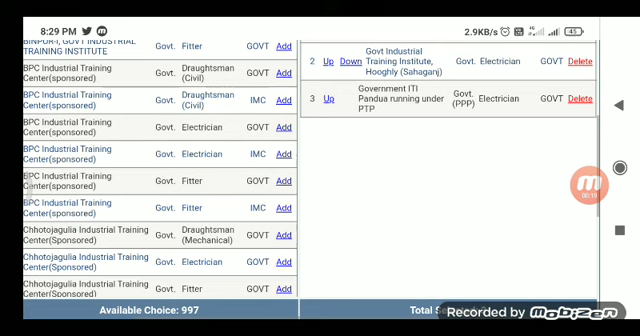 8:29 PM
2.9KB/s 45
BINPUR-I, GOVT INDUSTRIAL
TRAINING INSTITUTE Govt. Fitter GOVT Add
BPC Industrial Training
Center(sponsored) Govt. Draughtsman
(Civil) GOVT Add
BPC Industrial Training
Center(sponsored) Govt. Draughtsman
(Civil) IMC Add
BPC Industrial Training
Center(sponsored) Govt. Electrician GOVT Add
BPC Industrial Training
Center(sponsored) Govt. Electrician IMC Add
BPC Industrial Training
Center(sponsored) Govt. Fitter GOVT Add
BPC Industrial Training
Center(sponsored) Govt. Fitter IMC Add
Chhotojagulia Industrial Training
Center(Sponsored) Govt. Draughtsman
(Mechanical) GOVT Add
Chhotojagulia Industrial Training
Center(Sponsored) Govt. Electrician GOVT Add
Chhotojagulia Industrial Training
Center(Sponsored) Govt. Fitter GOVT Add
Available Choice: 997
2 Up Down Govt Industrial
Training Institute,
Hooghly (Sahaganj) Govt. Electrician GOVT Delete
3 Up Government ITI
Pandua running under
PTP Govt.
(PPP) Electrician GOVT Delete
00:19
Total
Recorded by MOBIZEN